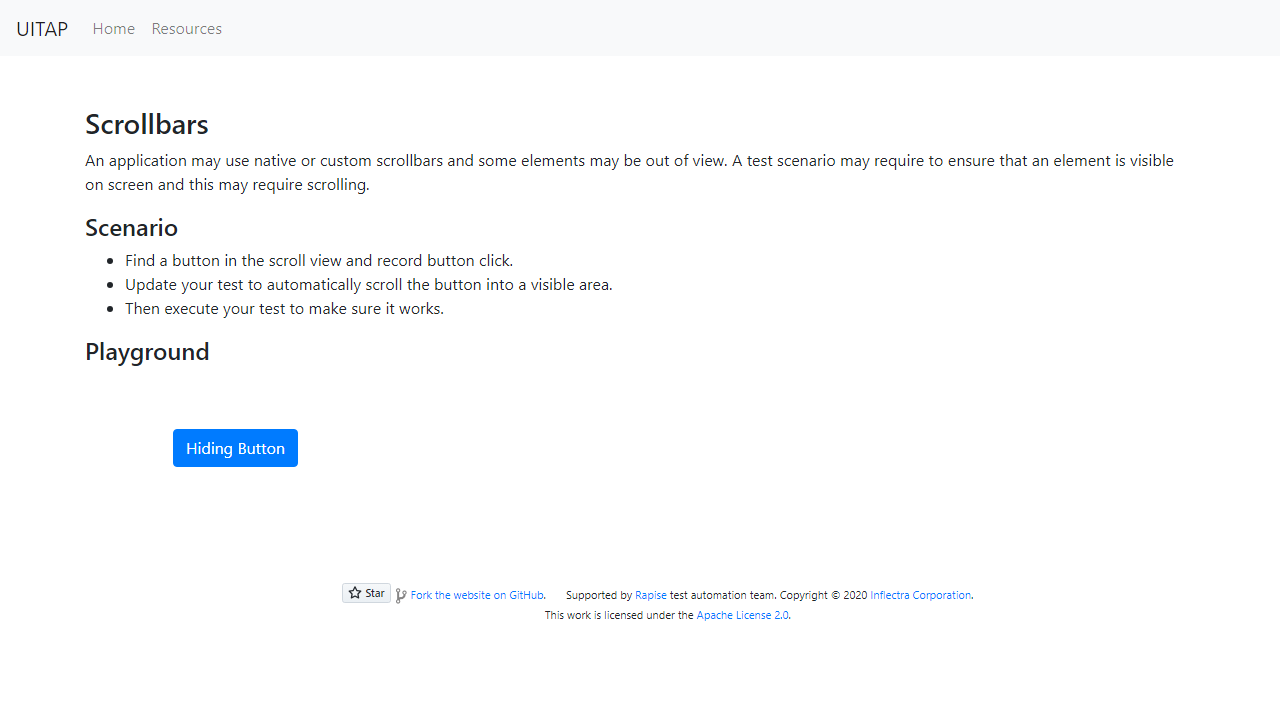 UITAP Home Resources
Scrollbars
An application may use native or custom scrollbars and some elements may be out of view. A test scenario may require to ensure that an element is visible
on screen and this may require scrolling.
Scenario
Find a button in the scroll view and record button click.
Update your test to automatically scroll the button into a visible area.
Then execute your test to make sure it works.
Playground
Hiding Button
Star Fork the website on GitHub. Supported by Rapise test automation team. Copyright © 2020 Inflectra Corporation.
This work is licensed under the Apache License 2.0.